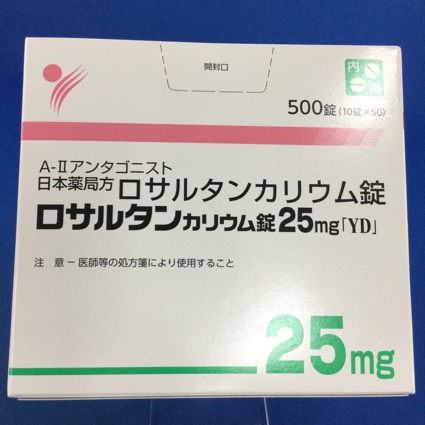 開封口
内
500錠(10錠×50)
A-Ⅱアンタゴニスト
日本薬局方 ロサルタンカリウム錠
ロサルタンカリウム錠25mg「YD」
注 意－医師等の処方箋により使用すること
25mg